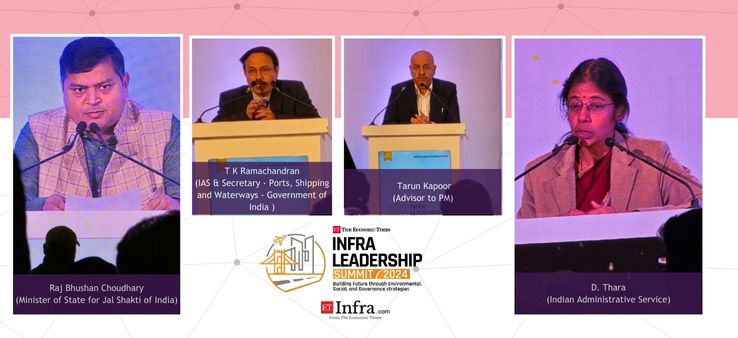 T K Ramachandran
(IAS & Secretary - Ports, Shipping
and Waterways - Government of
India )
Tarun Kapoor
(Advisor to PM)
Raj Bhushan Choudhary
(Minister of State for Jal Shakti of India)
ET THE ECONOMIC TIMES
INFRA
LEADERSHIP
SUMMIT 2024
Building Future through Environmental,
Social, and Governance strategies
ET Infra.com
From The Economic Times
D. Thara
(Indian Administrative Service)